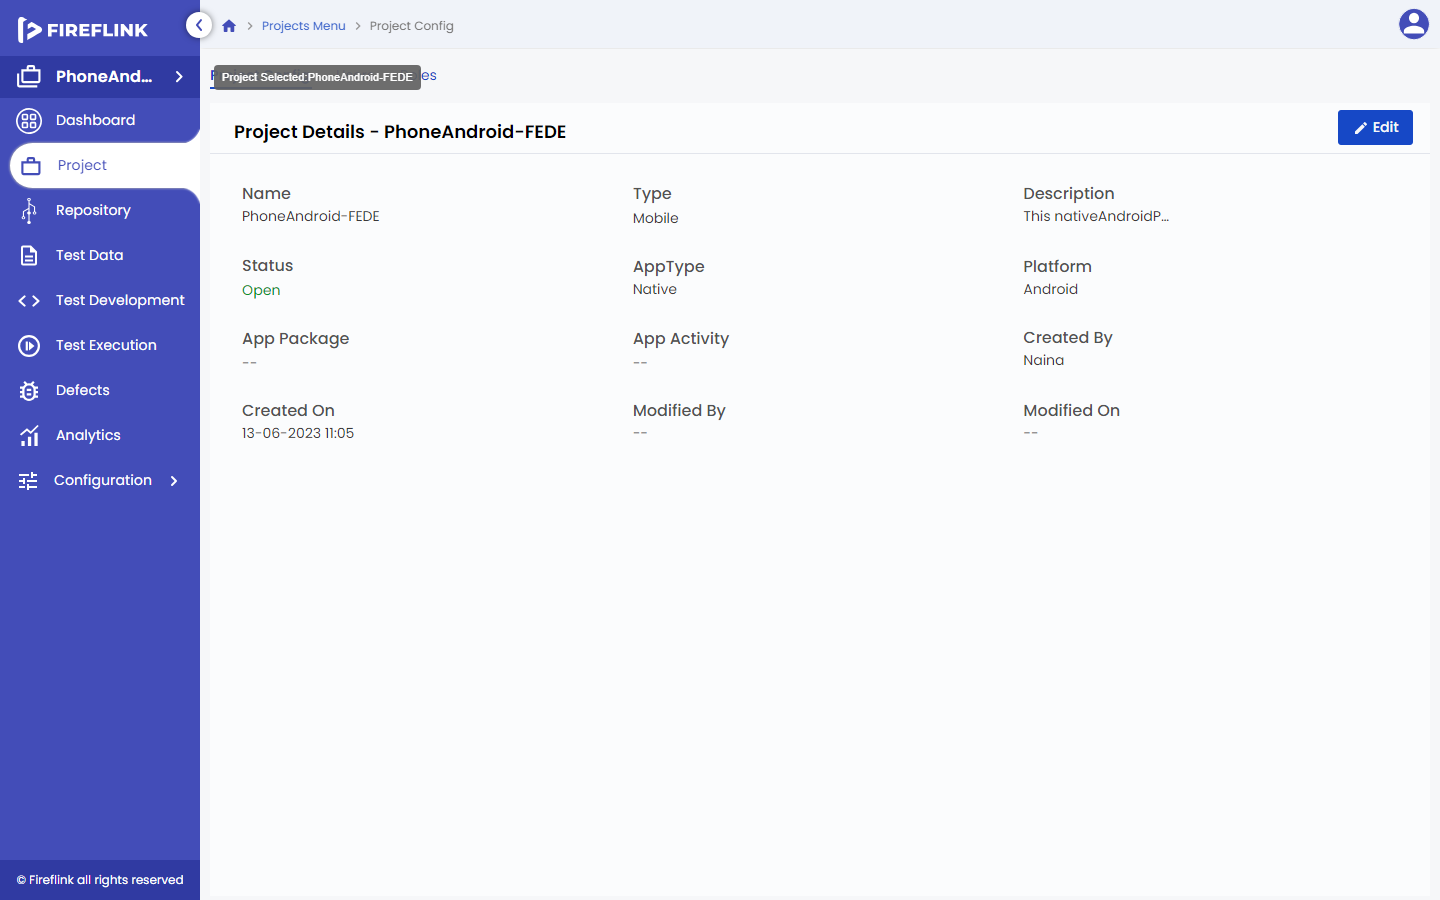 FIREFLINK
Projects Menu
Project Config
PhoneAnd...
Project Selected:PhoneAndroid-FEDE
Dashboard
Project
Repository
Test Data
Test Development
Test Execution
Defects
Analytics
Configuration
© Fireflink all rights reserved
Project Details - PhoneAndroid-FEDE
Edit
Name
PhoneAndroid-FEDE
Type
Mobile
Description
This nativeAndroidP...
Status
Open
AppType
Native
Platform
Android
App Package
--
App Activity
--
Created By
Naina
Created On
13-06-2023 11:05
Modified By
--
Modified On
--